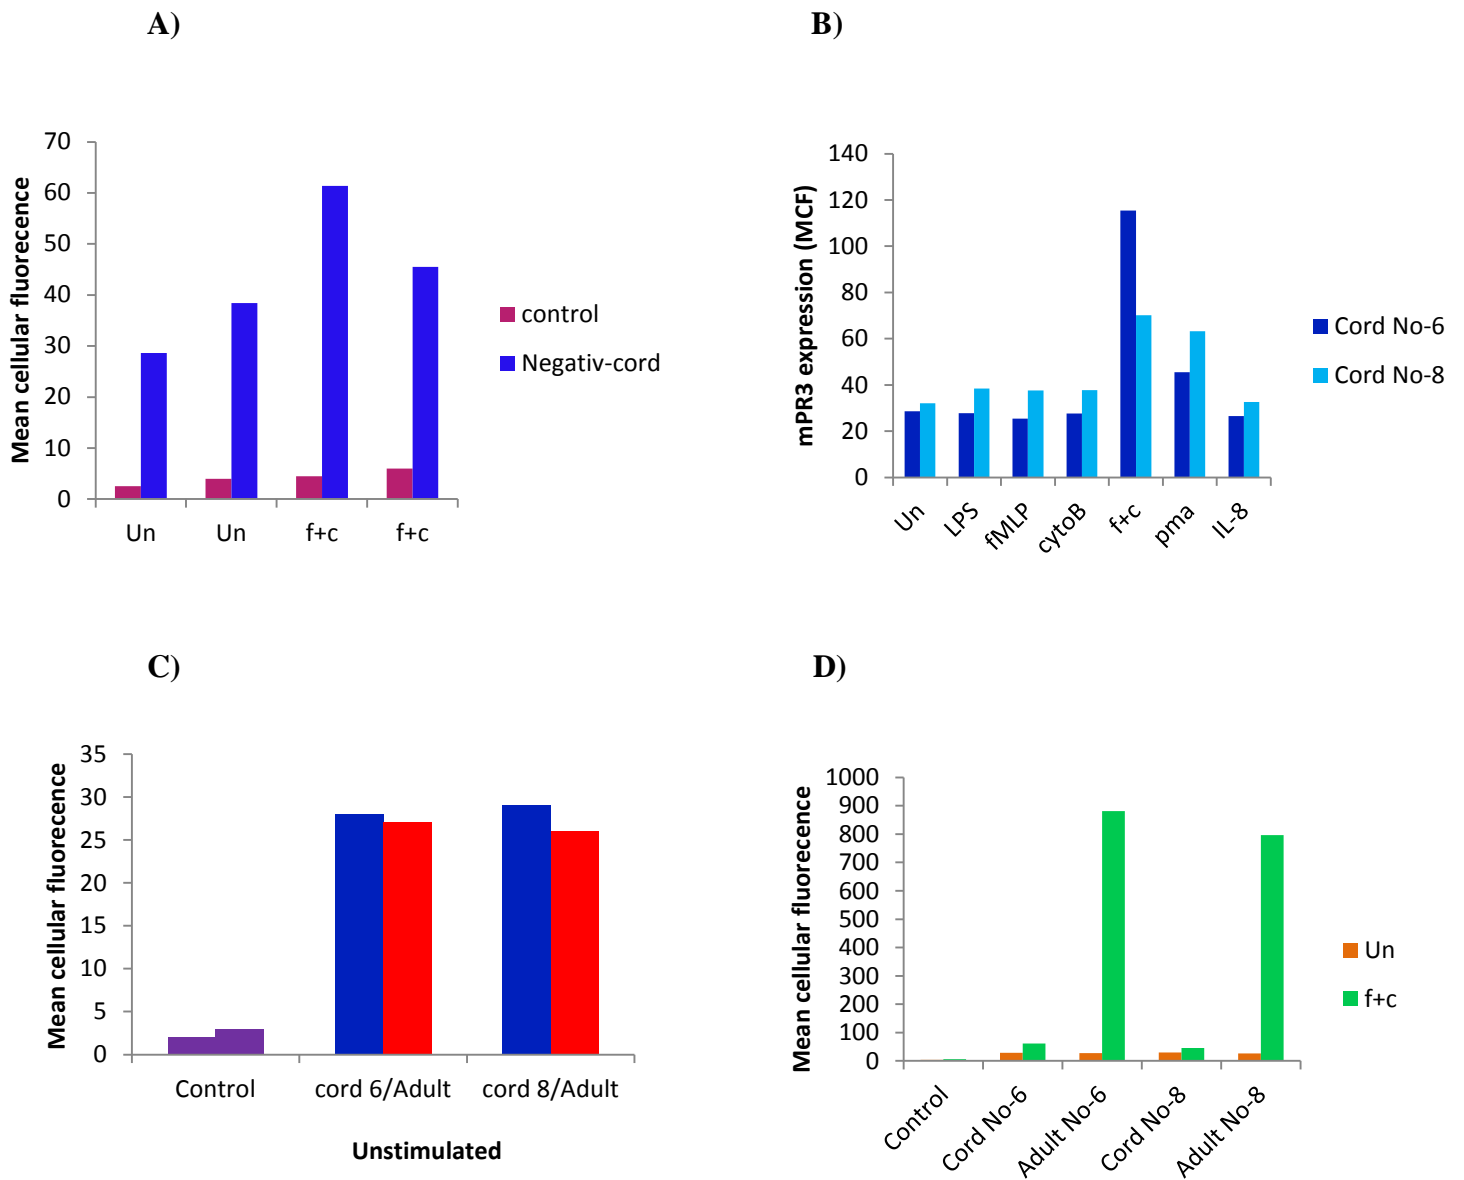 A)
Mean cellular fluorecence
70
60
50
40
30
20
10
0
Un
Un
f+c
f+c
control
Negativ-cord
B)
mPR3 expression (MCF)
140
120
100
80
60
40
20
0
Un
LPS
fMLP
cytoB
f+c
pma
IL-8
Cord No-6
Cord No-8
C)
Mean cellular fluorecence
35
30
25
20
15
10
5
0
Control
cord 6/Adult
cord 8/Adult
Unstimulated
D)
Mean cellular fluorecence
1000
900
800
700
600
500
400
300
200
100
0
Control
Cord No-6
Adult No-6
Cord No-8
Adult No-8
Un
f+c